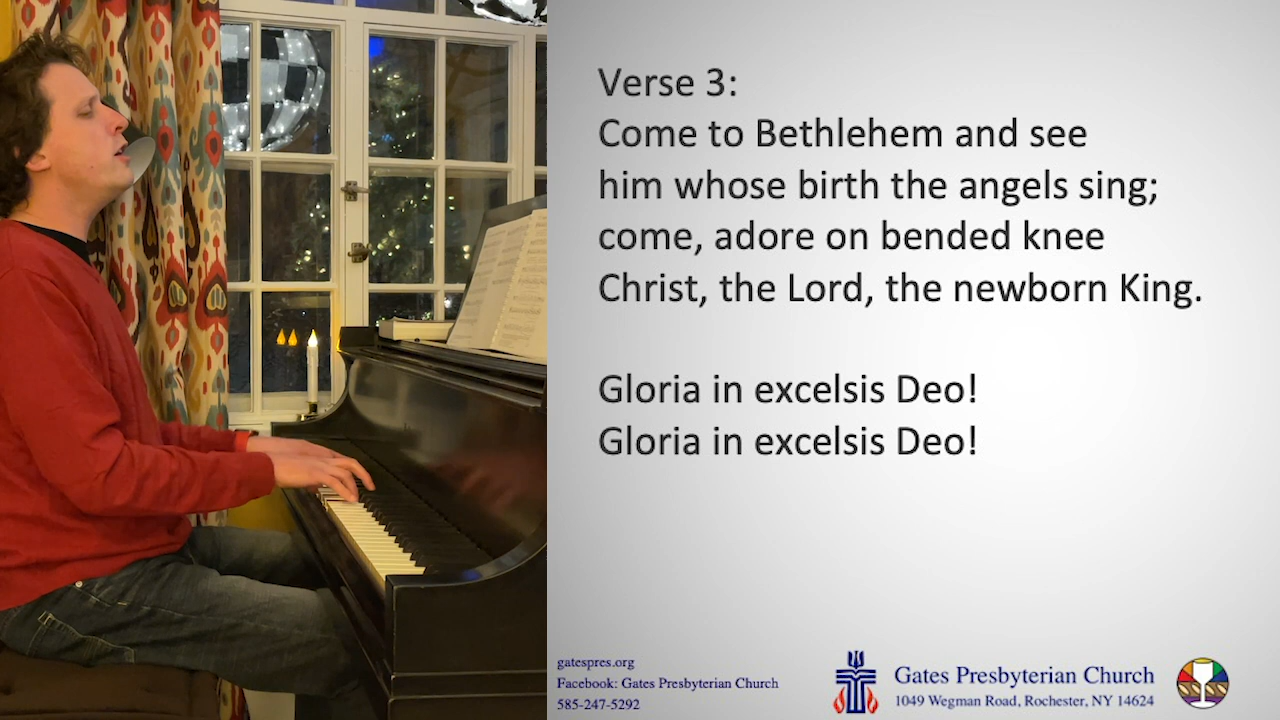 Verse 3:
Come to Bethlehem and see
him whose birth the angels sing;
come, adore on bended knee
Christ, the Lord, the newborn King.
Gloria in excelsis Deo!
Gloria in excelsis Deo!
gatespres.org
Facebook: Gates Presbyterian Church
585-247-5292
Gates Presbyterian Church
1049 Wegman Road, Rochester, NY 14624